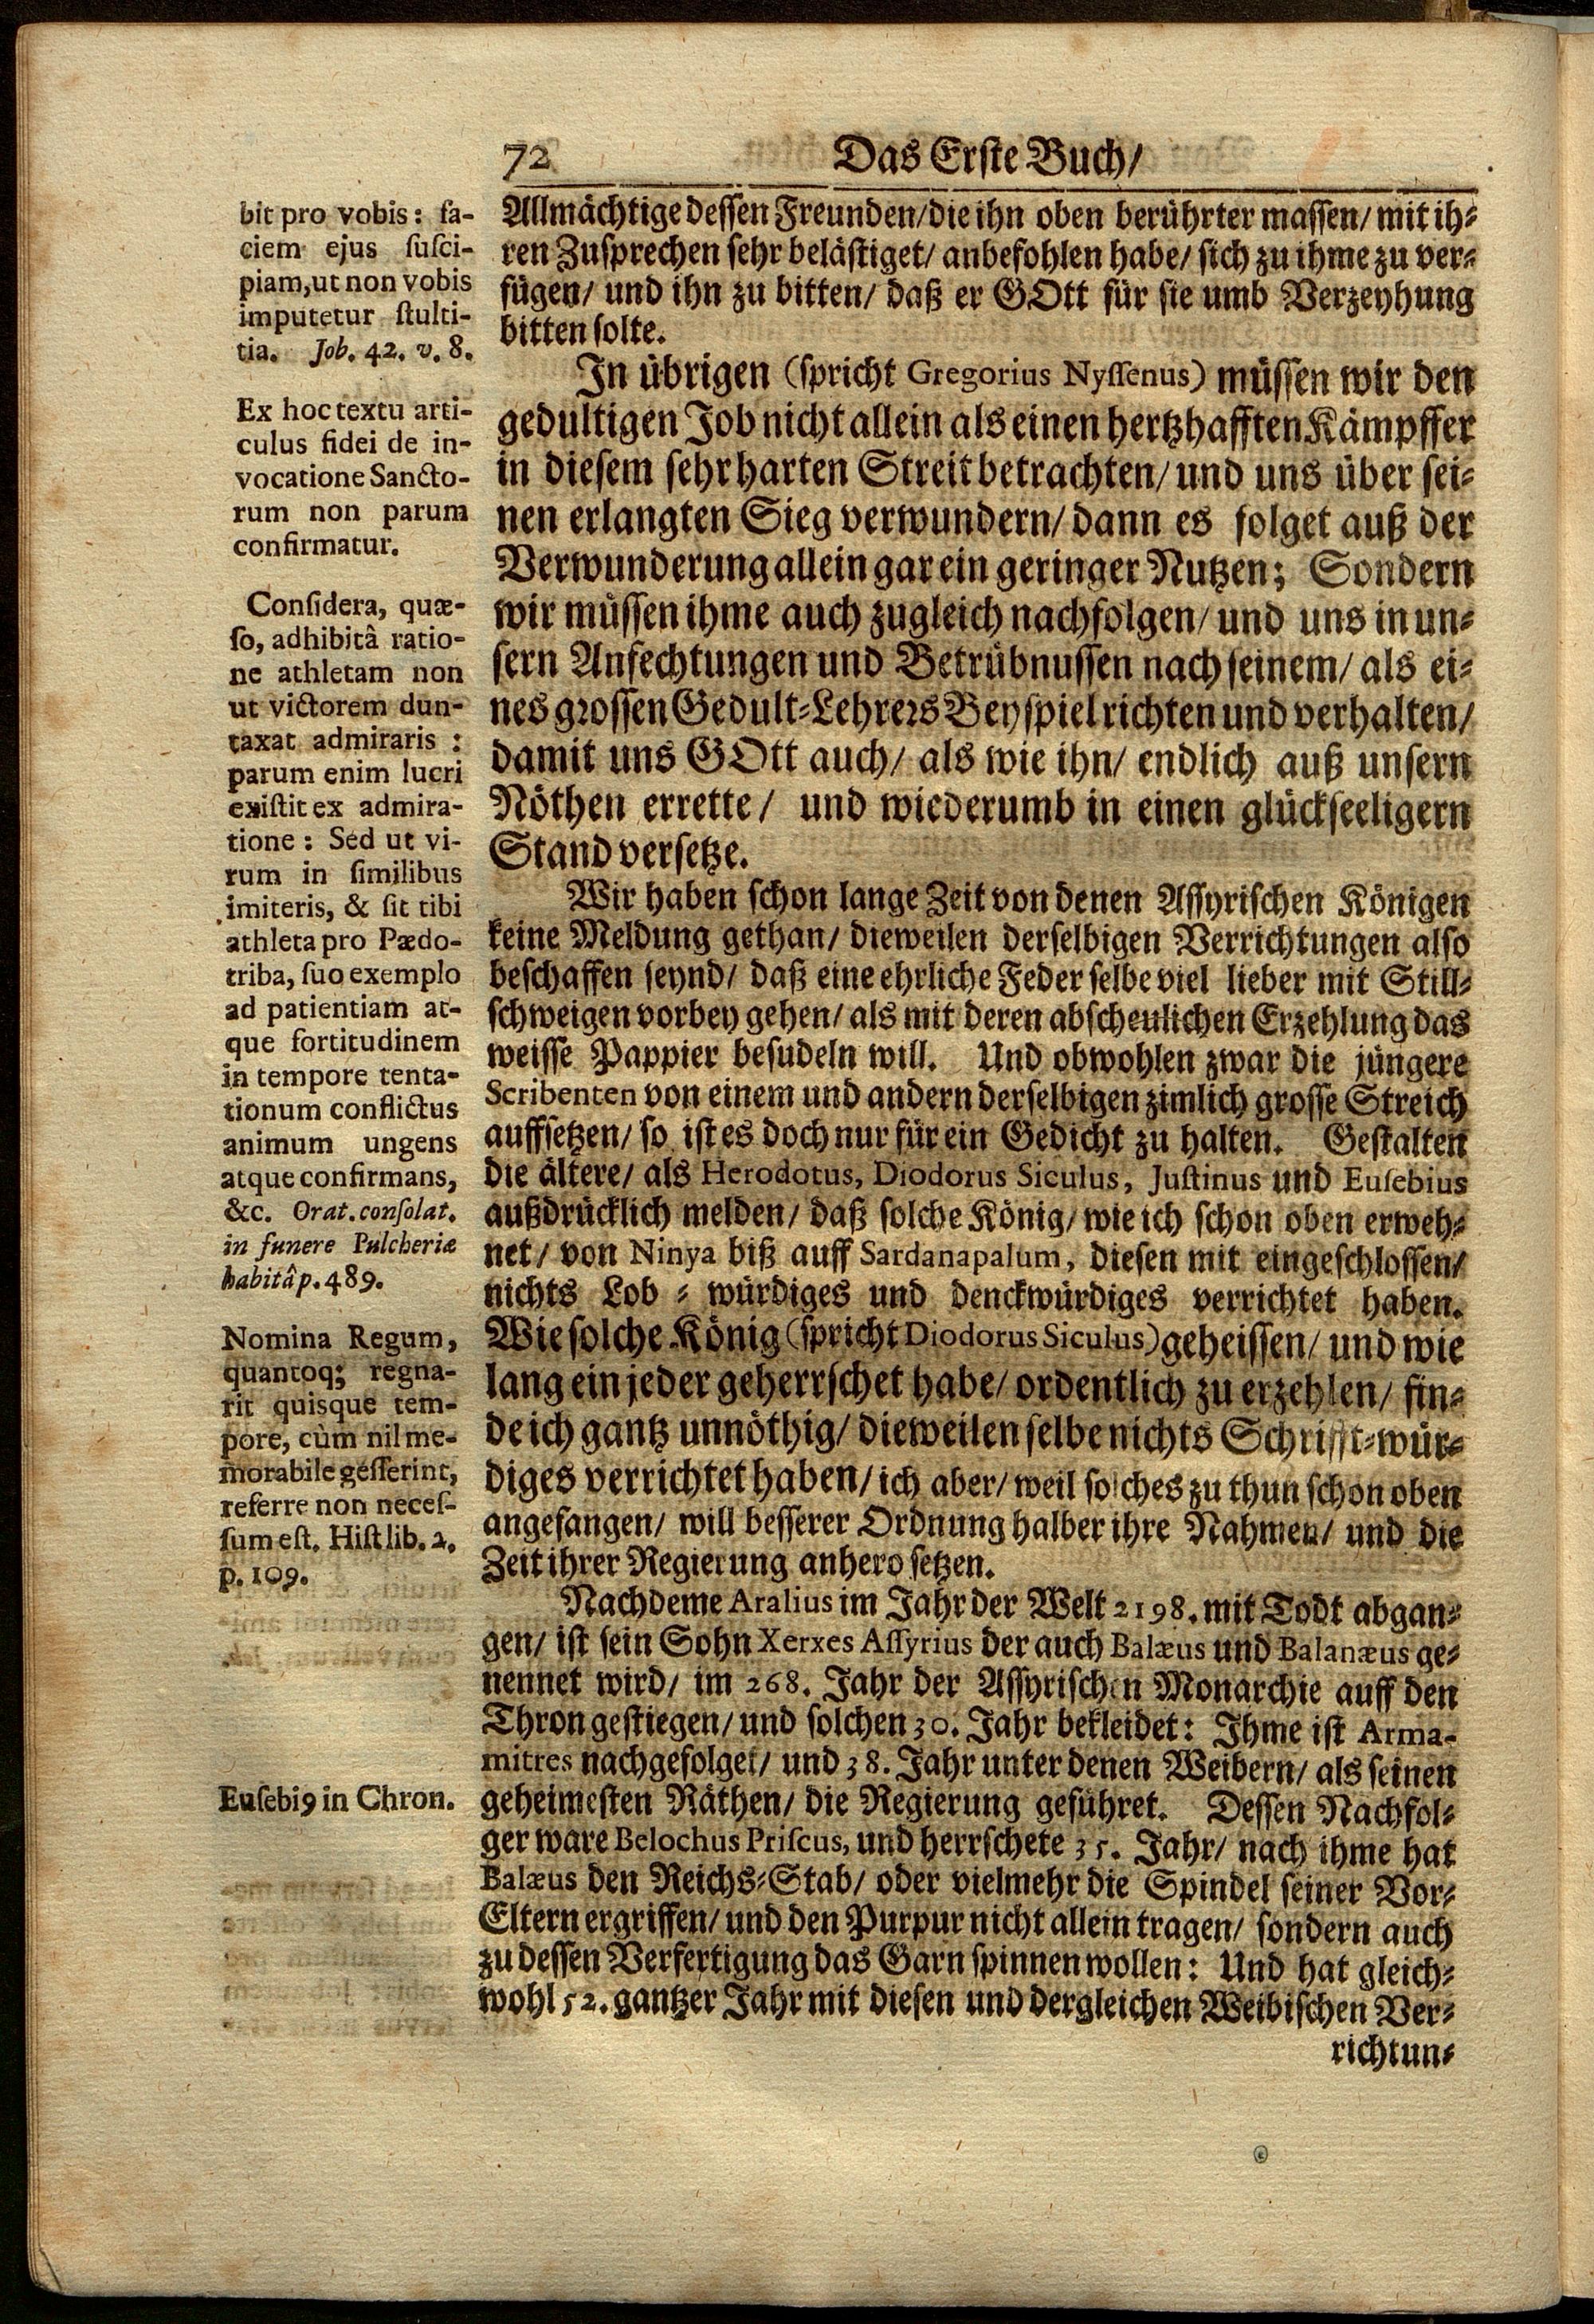 72 Das Erste Buch/
bit pro vobis: fa-
ciem ejus susci-
piam, ut non vobis
imputetur stulti-
tia. Job. 42. v. 8.
Ex hoc textu arti-
culus fidei de in-
vocatione Sancto-
rum non parum
confirmatur.
Considera, quæ-
so, adhibitâ ratio-
ne athletam non
ut victorem dun-
taxat admiraris:
parum enim lucri
existit ex admira-
tione: Sed ut vi-
rum in similibus
imiteris, & sit tibi
athleta pro Pædo-
triba, suo exemplo
ad patientiam at-
que fortitudinem
in tempore tenta-
tionum conflictus
animum ungens
atque confirmans,
&c. Orat. consolat.
in funere Pulcheriæ
habitâ p. 489.
Nomina Regum,
quantoq; regna-
rit quisque tem-
pore, cùm nil me-
morabile gesserint,
referre non neces-
sum est. Hist lib. 2.
p. 109.
Eusebi9 in Chron.
Allmächtige dessen Freunden/ die ihn oben berührter massen/ mit ih-
ren Zusprechen sehr belästiget/ anbefohlen habe/ sich zu ihme zu ver-
fügen/ und ihn zu bitten/ daß er GOtt für sie umb Verzeyhung
bitten solte.
In übrigen (spricht Gregorius Nyssenus) müssen wir den
gedultigen Job nicht allein als einen hertzhafften Kämpffer
in diesem sehr harten Streit betrachten/ und uns über sei-
nen erlangten Sieg verwundern/ dann es folget auß der
Verwunderung allein gar ein geringer Nutzen; Sondern
wir müssen ihme auch zugleich nachfolgen/ und uns in un-
sern Anfechtungen und Betrübnussen nach seinem/ als ei-
nes grossen Gedult-Lehrers Beyspiel richten und verhalten/
damit uns GOtt auch/ als wie ihn/ endlich auß unsern
Nöthen errette/ und wiederumb in einen glückseeligern
Stand versetze.
Wir haben schon lange Zeit von denen Assyrischen Königen
keine Meldung gethan/ dieweilen derselbigen Verrichtungen also
beschaffen seynd/ daß eine ehrliche Feder selbe viel lieber mit Still-
schweigen vorbey gehen/ als mit deren abscheulichen Erzehlung das
weisse Pappier besudeln will. Und obwohlen zwar die jüngere
Scribenten von einem und andern derselbigen zimlich grosse Streich
auffsetzen/ so ist es doch nur für ein Gedicht zu halten. Gestalten
die ältere/ als Herodotus, Diodorus Siculus, Justinus und Eusebius
außdrücklich melden/ daß solche König/ wie ich schon oben erweh-
net/ von Ninya biß auff Sardanapalum, diesen mit eingeschlossen/
nichts Lob-würdiges und denckwürdiges verrichtet haben.
Wie solche König (spricht Diodorus Siculus) geheissen/ und wie
lang ein jeder geherrschet habe/ ordentlich zu erzehlen/ fin-
de ich gantz unnöthig/ dieweilen selbe nichts Schrifft-wür-
diges verrichtet haben/ ich aber/ weil solches zu thun schon oben
angefangen/ will besserer Ordnung halber ihre Nahmen/ und die
Zeit ihrer Regierung anhero setzen.
Nachdeme Aralius im Jahr der Welt 2198. mit Todt abgan-
gen/ ist sein Sohn Xerxes Assyrius der auch Balæus und Balanæus ge-
nennet wird/ im 268. Jahr der Assyrischen Monarchie auff den
Thron gestiegen/ und solchen 30. Jahr bekleidet: Ihme ist Arma-
mitres nachgefolget/ und 38. Jahr unter denen Weibern/ als seinen
geheimesten Räthen/ die Regierung geführet. Dessen Nachfol-
ger ware Belochus Priscus, und herrschete 35. Jahr/ nach ihme hat
Balæus den Reichs-Stab/ oder vielmehr die Spindel seiner Vor-
Eltern ergriffen/ und den Purpur nicht allein tragen/ sondern auch
zu dessen Verfertigung das Garn spinnen wollen: Und hat gleich-
wohl 52. gantzer Jahr mit diesen und dergleichen Weibischen Ver-
richtun-